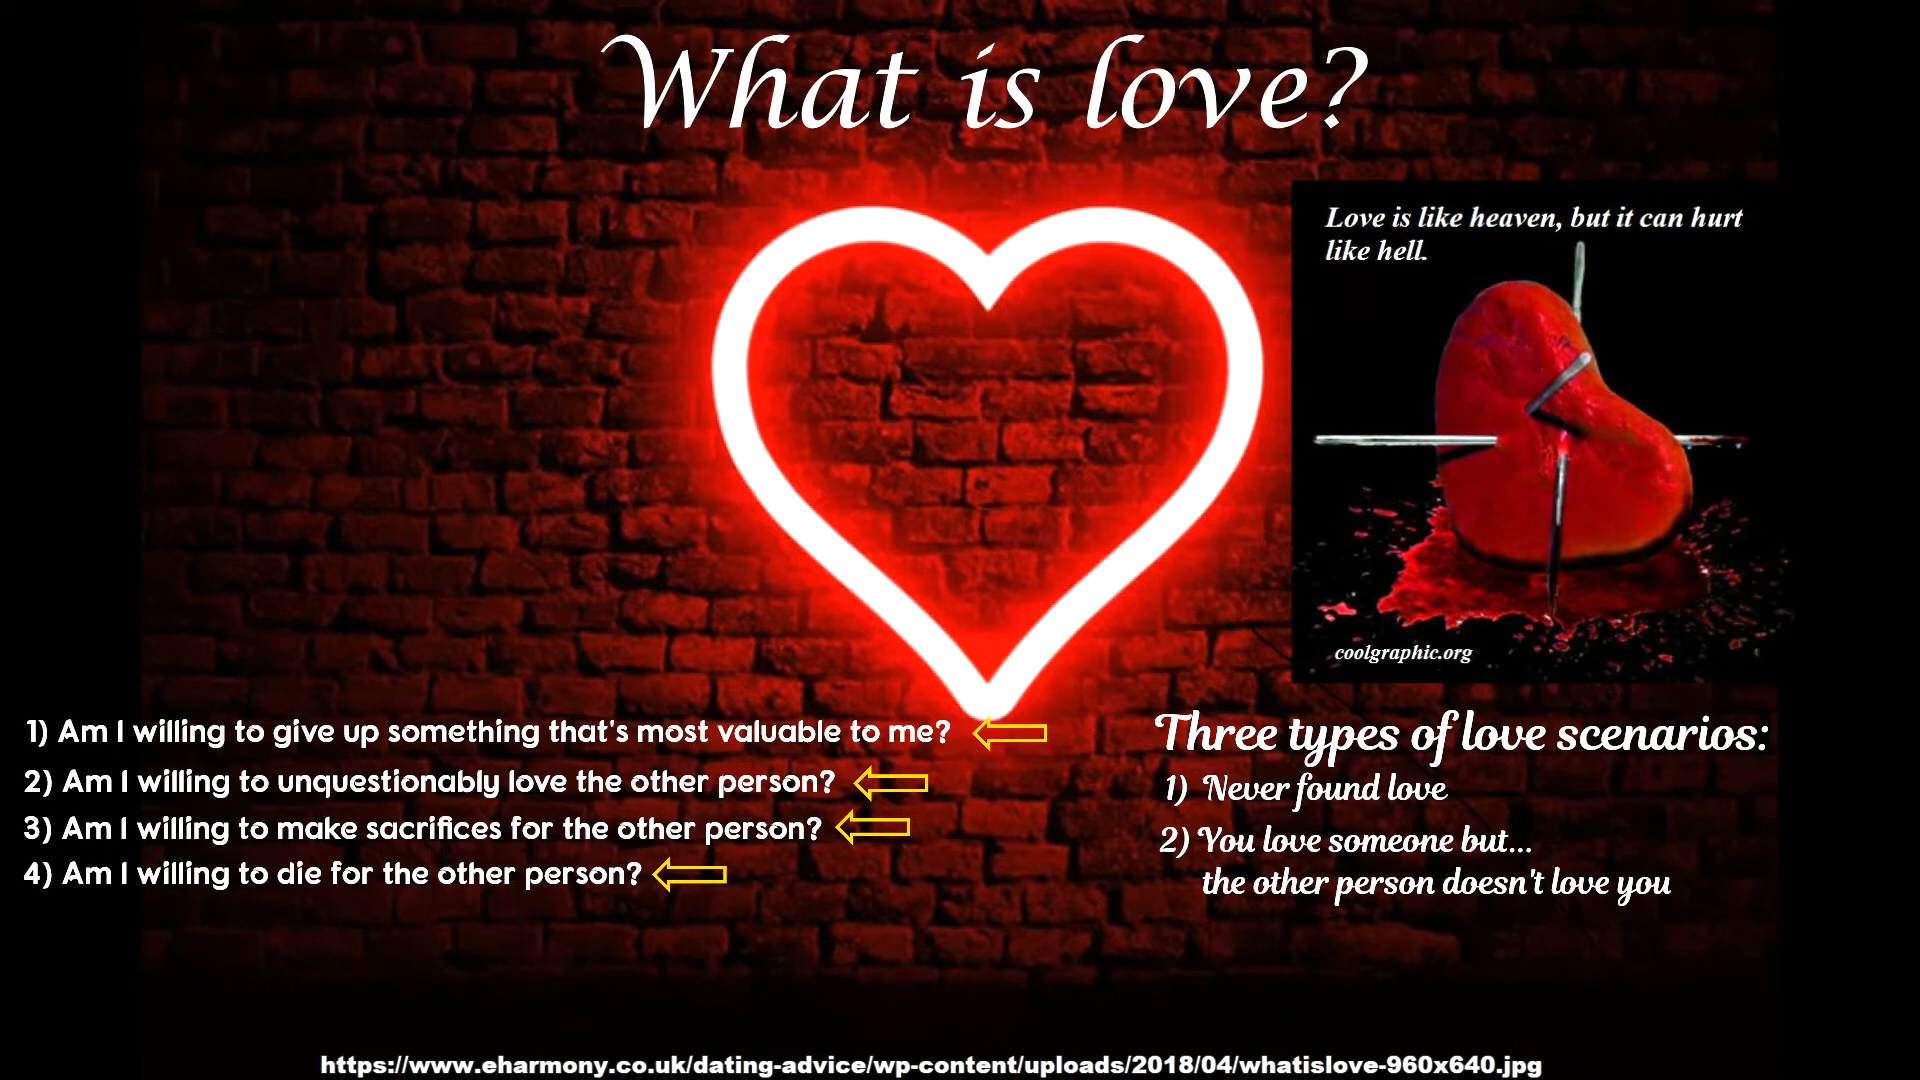 What is love?
Love is like heaven, but it can hurt
like hell.
coolgraphic.org
1) Am I willing to give up something that's most valuable to me?
2) Am I willing to unquestionably love the other person?
3) Am I willing to make sacrifices for the other person?
4) Am I willing to die for the other person?
Three types of love scenarios:
1) Never found love
2) You love someone but...
the other person doesn't love you
https://www.eharmony.co.uk/dating-advice/wp-content/uploads/2018/04/whatislove-960x640.jpg